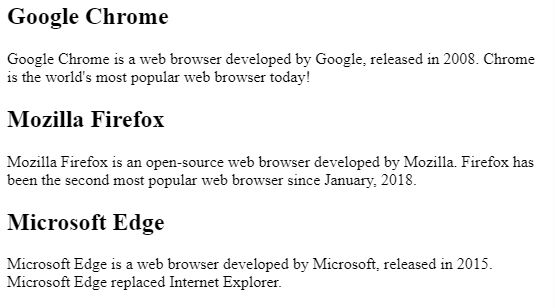 Google Chrome
Google Chrome is a web browser developed by Google, released in 2008. Chrome
is the world's most popular web browser today!
Mozilla Firefox
Mozilla Firefox is an open-source web browser developed by Mozilla. Firefox has
been the second most popular web browser since January, 2018.
Microsoft Edge
Microsoft Edge is a web browser developed by Microsoft, released in 2015.
Microsoft Edge replaced Internet Explorer.